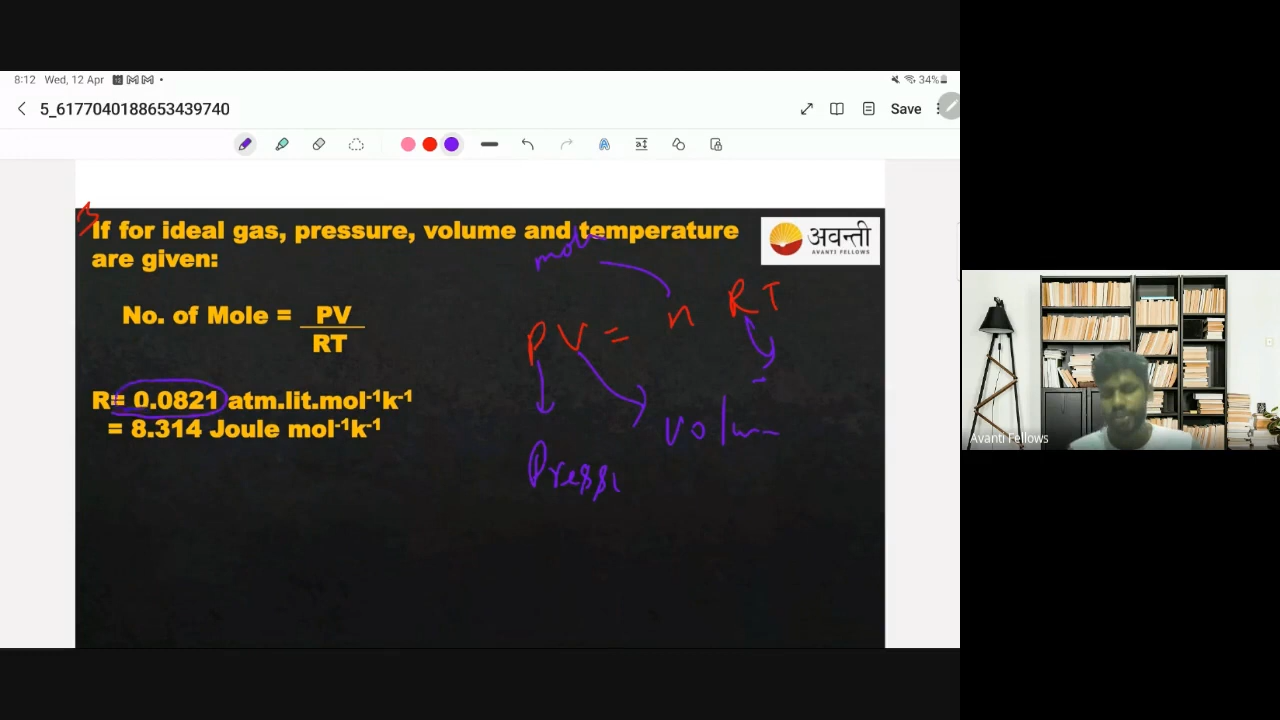 8:12 Wed, 12 Apr
34%
5_6177040188653439740
Save
If for ideal gas, pressure, volume and temperature
are given:
अवन्ती
AVANTI FELLOWS
mole
No. of Mole = PV
RT
PV = n RT
R= 0.0821 atm.lit.mol⁻¹k⁻¹
= 8.314 Joule mol⁻¹k⁻¹
Avanti Fellows